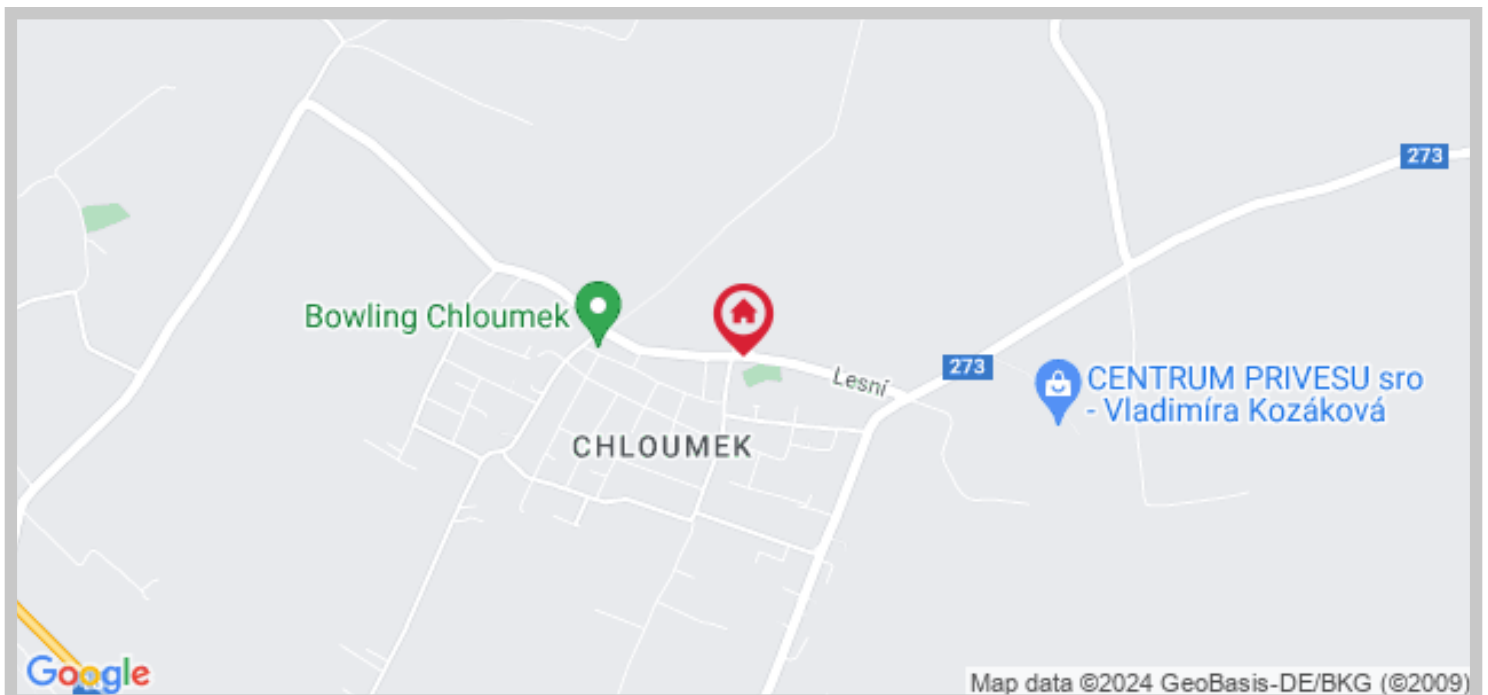 273
Bowling Chloumek
Lesní
273
CENTRUM PRIVESU sro
- Vladimíra Kozáková
CHLOUMEK
Google
Map data ©2024 GeoBasis-DE/BKG (©2009)